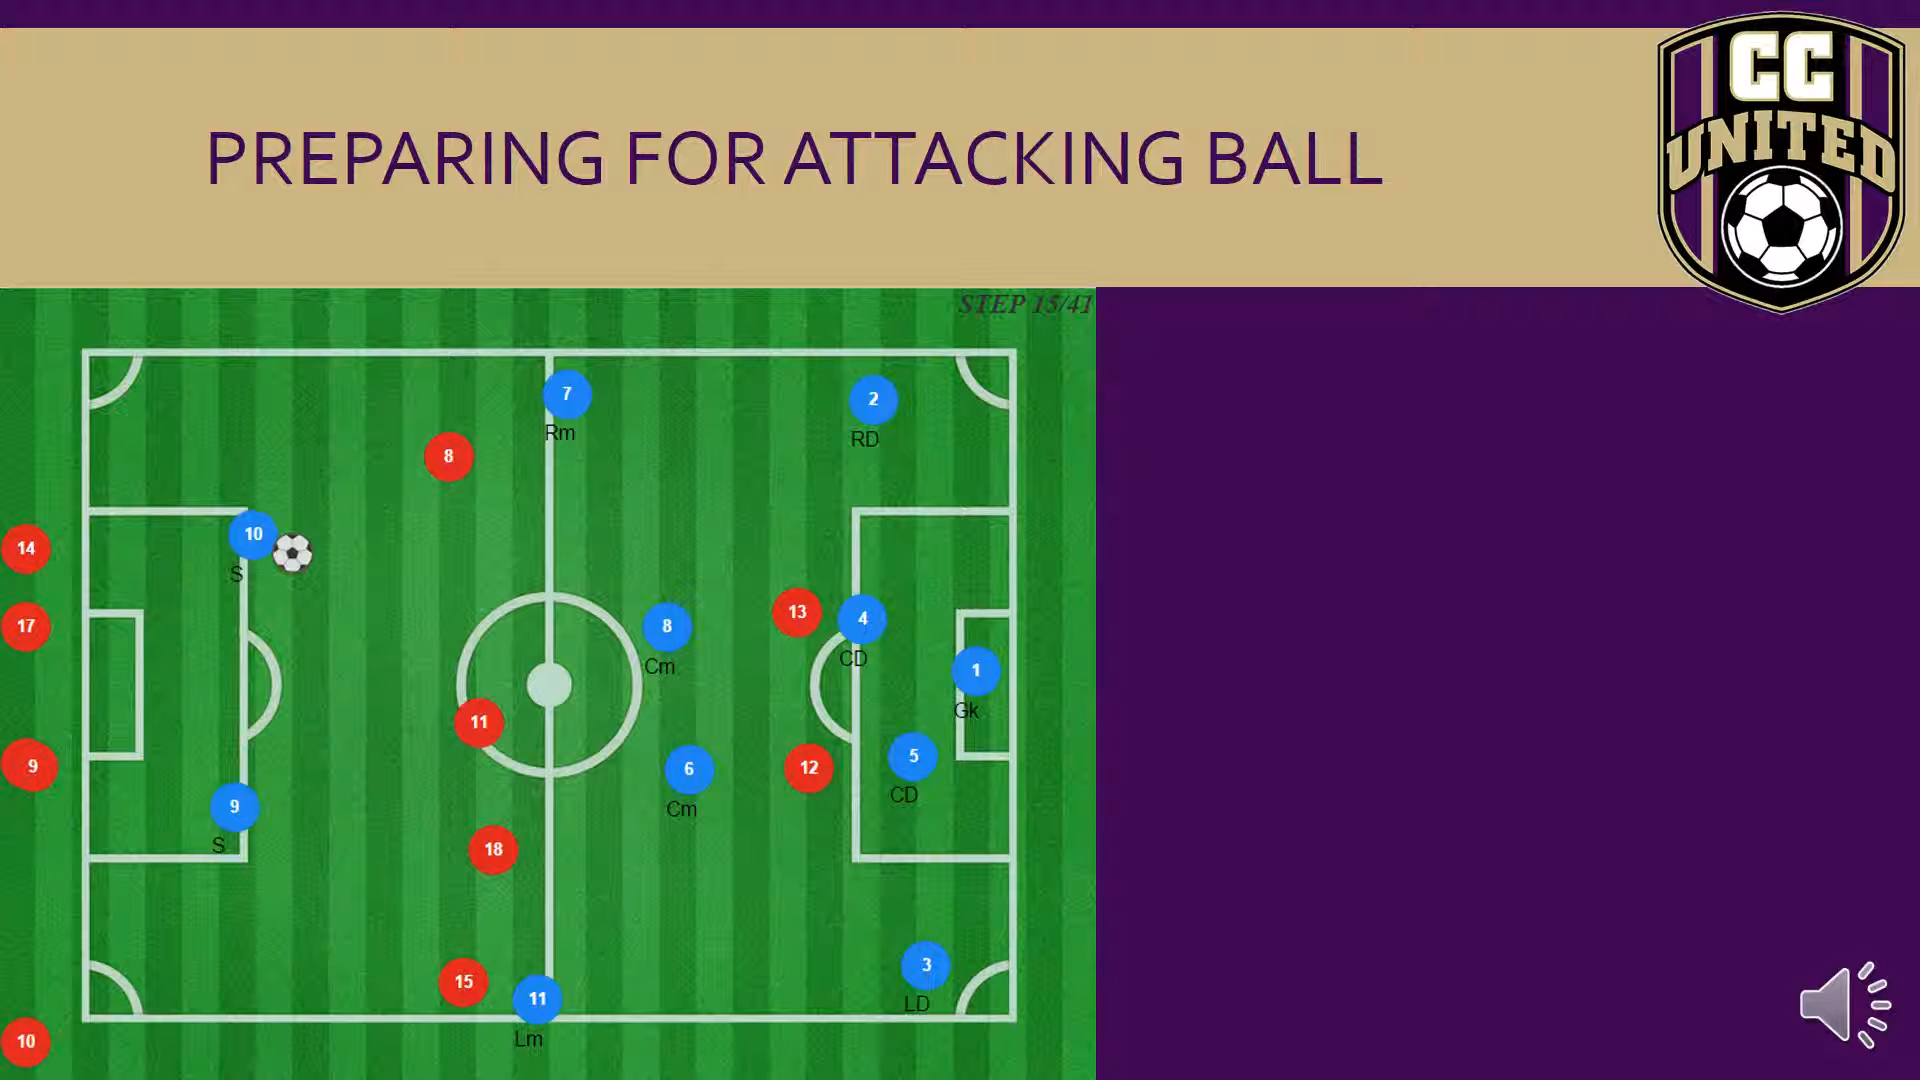 CC
UNITED
PREPARING FOR ATTACKING BALL
STEP 15/41
7
Rm
2
RD
8
10
S
14
17
13
4
CD
8
Cm
1
Gk
11
5
CD
12
6
Cm
9
9
S
18
3
LD
15
11
Lm
10